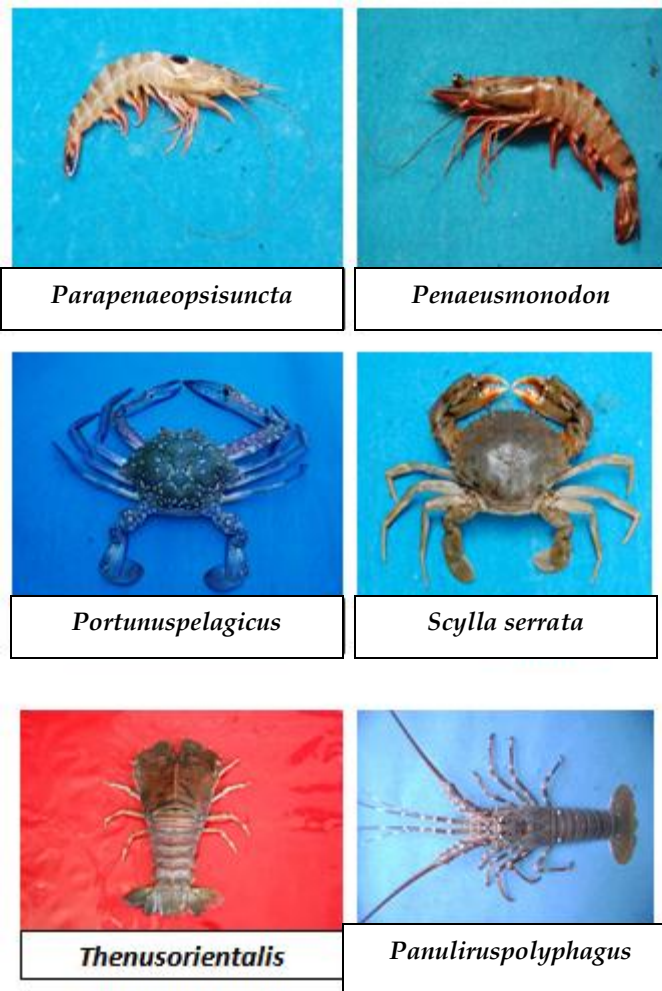 Parapenaeopsisuncta
Penaeusmonodon
Portunuspelagicus
Scylla serrata
Thenusorientalis
Panuliruspolyphagus